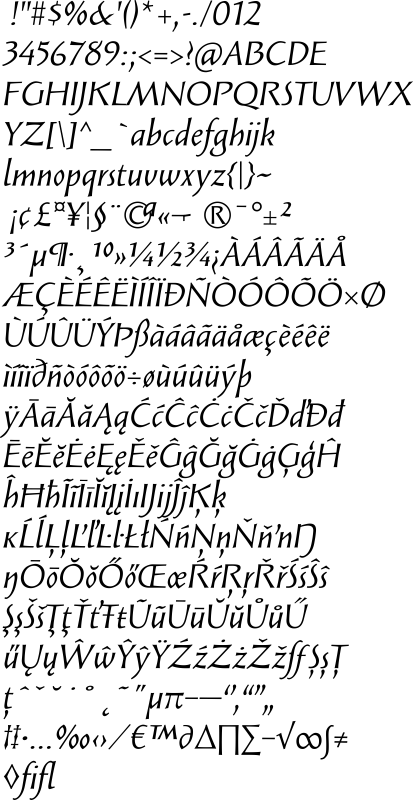 !"#$%&'()*+,-./012
3456789:;<=>?@ABCDE
FGHIJKLMNOPQRSTUVWX
YZ[\]^_`abcdefghijk
lmnopqrstuvwxyz{|}~
¡¢£¤¥¦§¨©ª«¬®¯°±²
³´µ¶·¸¹º»¼½¾¿ÀÁÂÃÄÅ
ÆÇÈÉÊËÌÍÎÏÐÑÒÓÔÕÖ×Ø
ÙÚÛÜÝÞßàáâãäåæçèéêë
ìíîïðñòóôõö÷øùúûüýþ
ÿĀāĂăĄąĆćĈĉĊċČčĎďĐđ
ĒēĔĕĖėĘęĚěĜĝĞğĠġĢģĤ
ĥĦħĨĩĪīĬĭĮįİıĲĳĴĵĶķ
ĸĹĺĻļĽľĿŀŁłŃńŅņŇňŉŊ
ŋŌōŎŏŐőŒœŔŕŖŗŘřŚśŜŝ
ŞşŠšŢţŤťŦŧŨũŪūŬŭŮůŰ
űŲųŴŵŶŷŸŹźŻżŽžſƒȘșȚ
țˆˇ˘˙˚˛˜˝µπ–—‘’‚“”„
†‡•…‰‹›⁄€™∂∆∏∑−√∞∫≠
◊ﬁﬂ